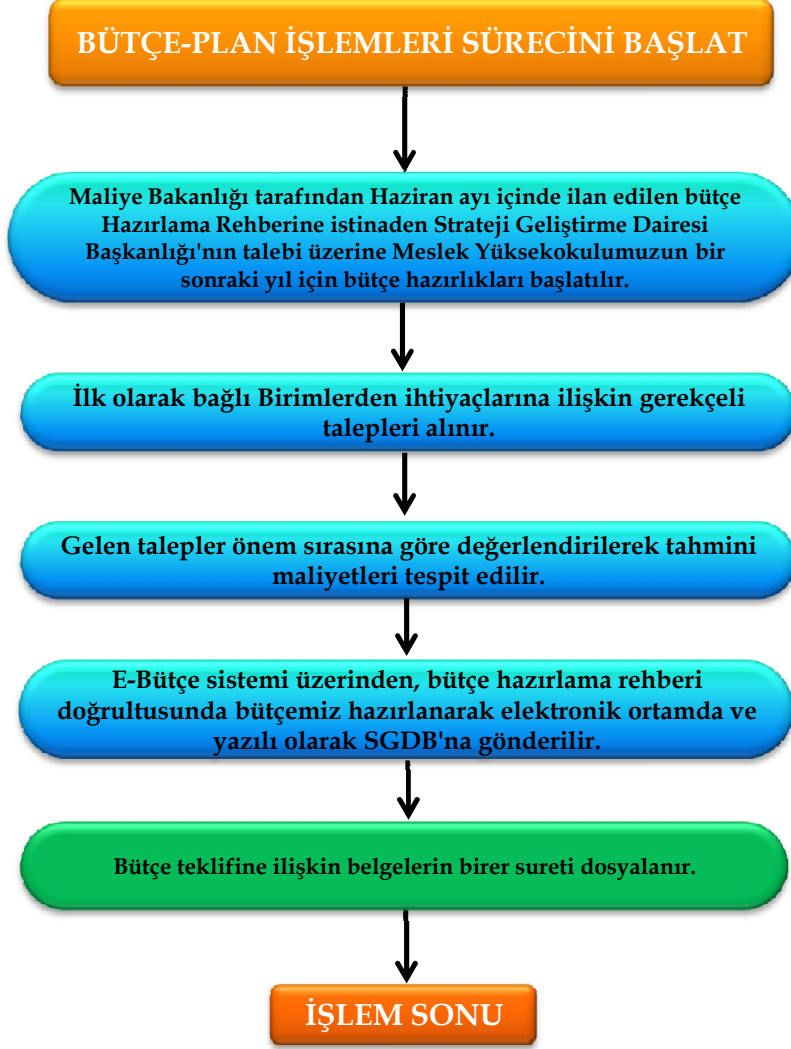 BÜTÇE-PLAN İŞLEMLERİ SÜRECİNİ BAŞLAT
Maliye Bakanlığı tarafından Haziran ayı içinde ilan edilen bütçe
Hazırlama Rehberine istinaden Strateji Geliştirme Dairesi
Başkanlığı'nın talebi üzerine Meslek Yüksekokulumuzun bir
sonraki yıl için bütçe hazırlıkları başlatılır.
İlk olarak bağlı Birimlerden ihtiyaçlarına ilişkin gerekçeli
talepleri alınır.
Gelen talepler önem sırasına göre değerlendirilerek tahmini
maliyetleri tespit edilir.
E-Bütçe sistemi üzerinden, bütçe hazırlama rehberi
doğrultusunda bütçemiz hazırlanarak elektronik ortamda ve
yazılı olarak SGDB'na gönderilir.
Bütçe teklifine ilişkin belgelerin birer sureti dosyalanır.
İŞLEM SONU